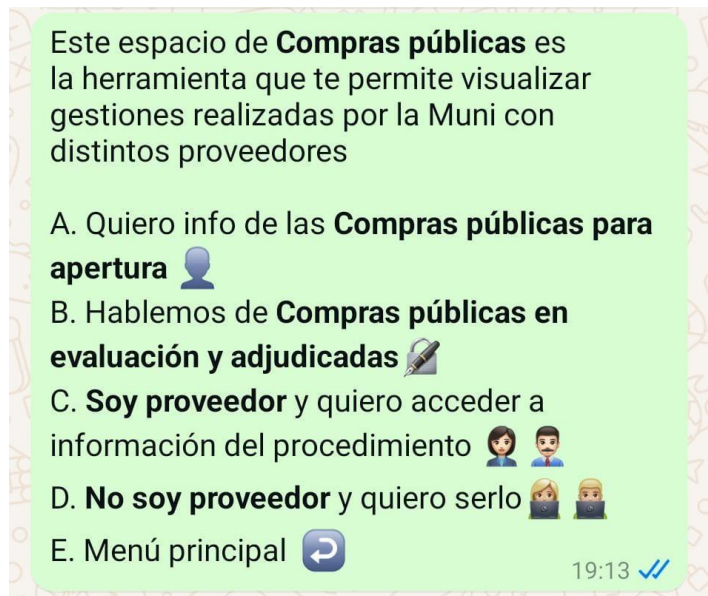 Este espacio de Compras públicas es
la herramienta que te permite visualizar
gestiones realizadas por la Muni con
distintos proveedores
A. Quiero info de las Compras públicas para
apertura 👤
B. Hablemos de Compras públicas en
evaluación y adjudicadas 🔏
C. Soy proveedor y quiero acceder a
información del procedimiento 👩🏻‍💼 👨🏻‍💼
D. No soy proveedor y quiero serlo 👩🏼‍💻 👨🏼‍💻
E. Menú principal ↩️
19:13